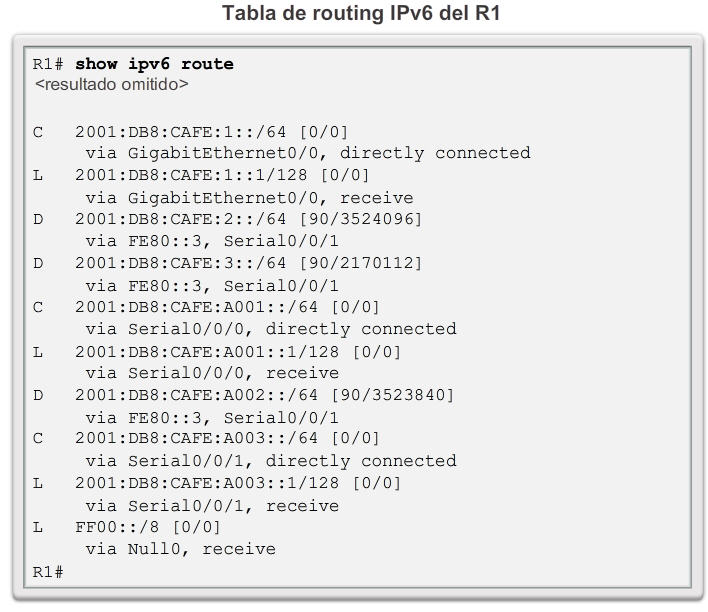 Tabla de routing IPv6 del R1
R1# show ipv6 route
<resultado omitido>
C 2001:DB8:CAFE:1::/64 [0/0]
via GigabitEthernet0/0, directly connected
L 2001:DB8:CAFE:1::1/128 [0/0]
via GigabitEthernet0/0, receive
D 2001:DB8:CAFE:2::/64 [90/3524096]
via FE80::3, Serial0/0/1
D 2001:DB8:CAFE:3::/64 [90/2170112]
via FE80::3, Serial0/0/1
C 2001:DB8:CAFE:A001::/64 [0/0]
via Serial0/0/0, directly connected
L 2001:DB8:CAFE:A001::1/128 [0/0]
via Serial0/0/0, receive
D 2001:DB8:CAFE:A002::/64 [90/3523840]
via FE80::3, Serial0/0/1
C 2001:DB8:CAFE:A003::/64 [0/0]
via Serial0/0/1, directly connected
L 2001:DB8:CAFE:A003::1/128 [0/0]
via Serial0/0/1, receive
L FF00::/8 [0/0]
via Null0, receive
R1#